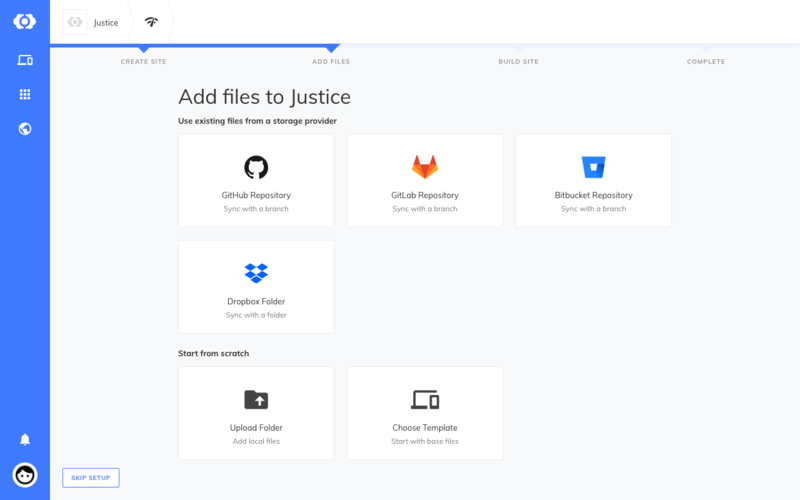 Justice
CREATE SITE
ADD FILES
BUILD SITE
COMPLETE
Add files to Justice
Use existing files from a storage provider
GitHub Repository
Sync with a branch
GitLab Repository
Sync with a branch
Bitbucket Repository
Sync with a branch
Dropbox Folder
Sync with a folder
Start from scratch
Upload Folder
Add local files
Choose Template
Start with base files
SKIP SETUP